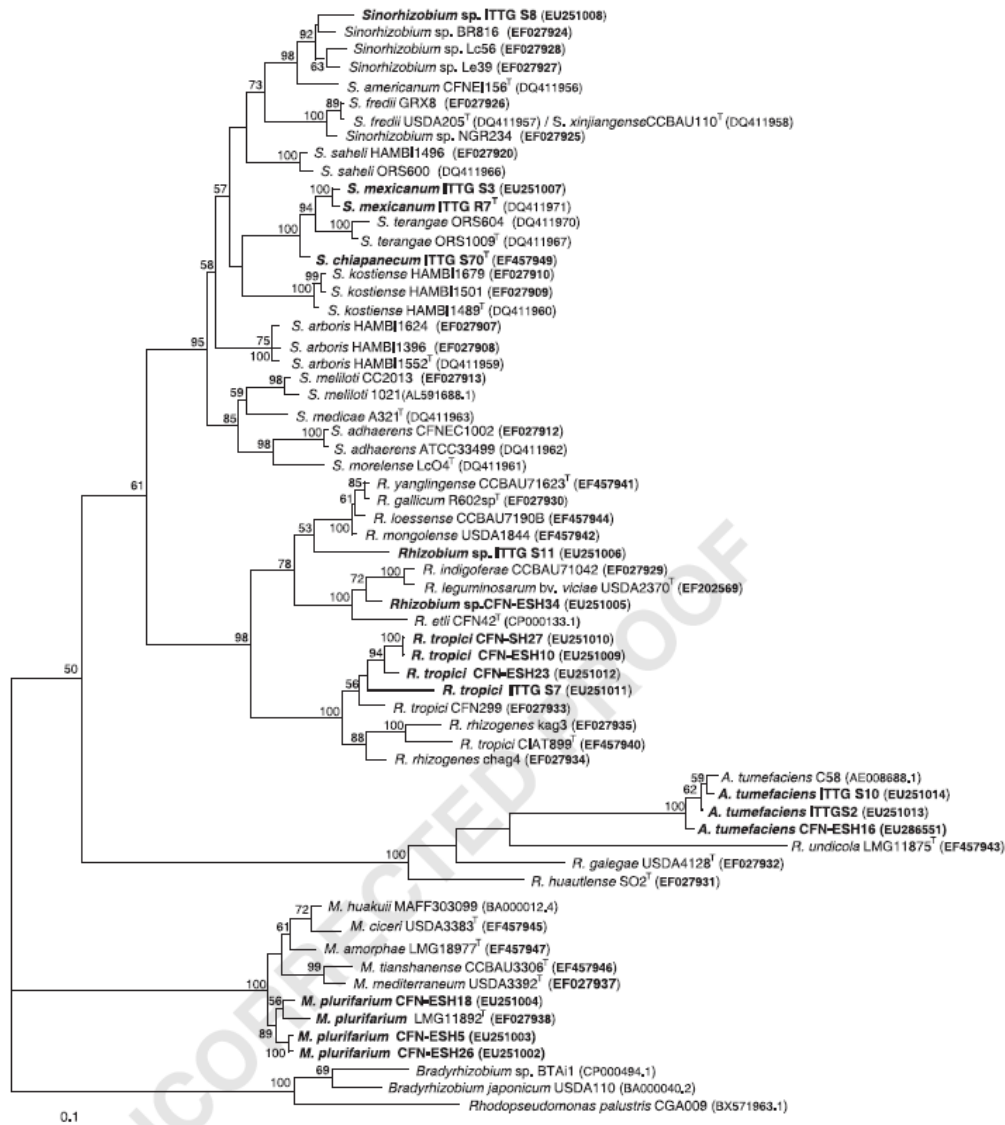 Sinorhizobium sp. ITTG S8 (EU251008)
92
Sinorhizobium sp. BR816 (EF027924)
98
Sinorhizobium sp. Lc56 (EF027928)
63
Sinorhizobium sp. Le39 (EF027927)
73
S. americanum CFNEI156T (DQ411956)
89
S. fredii GRX8 (EF027926)
100
S. fredii USDA205T (DQ411957) / S. xinjiangenseCCBAU110T (DQ411958)
Sinorhizobium sp. NGR234 (EF027925)
100
S. saheli HAMBI1496 (EF027920)
S. saheli ORS600 (DQ411966)
57
100
S. mexicanum ITTG S3 (EU251007)
94
S. mexicanum ITTG R7T (DQ411971)
100
S. terangae ORS604 (DQ411970)
100
S. terangae ORS1009T (DQ411967)
S. chiapanecum ITTG S70T (EF457949)
58
99
S. kostiense HAMBI1679 (EF027910)
100
S. kostiense HAMBI1501 (EF027909)
S. kostiense HAMBI1489T (DQ411960)
S. arboris HAMBI1624 (EF027907)
95
75
S. arboris HAMBI1396 (EF027908)
100
S. arboris HAMBI1552T (DQ411959)
98
S. meliloti CC2013 (EF027913)
59
S. meliloti 1021(AL591688.1)
85
S. medicae A321T (DQ411963)
100
S. adhaerens CFNEC1002 (EF027912)
98
S. adhaerens ATCC33499 (DQ411962)
S. morelense LcO4T (DQ411961)
61
85
R. yanglingense CCBAU71623T (EF457941)
61
R. gallicum R602spT (EF027930)
R. loessense CCBAU7190B (EF457944)
53
100
R. mongolense USDA1844 (EF457942)
Rhizobium sp. ITTG S11 (EU251006)
78
100
R. indigoferae CCBAU71042 (EF027929)
72
R. leguminosarum bv. viciae USDA2370T (EF202569)
100
Rhizobium sp.CFN-ESH34 (EU251005)
R. etli CFN42T (CP000133.1)
98
100
R. tropici CFN-SH27 (EU251010)
94
R. tropici CFN-ESH10 (EU251009)
R. tropici CFN-ESH23 (EU251012)
50
56
R. tropici ITTG S7 (EU251011)
100
R. tropici CFN299 (EF027933)
100
R. rhizogenes kag3 (EF027935)
88
R. tropici CIAT899T (EF457940)
R. rhizogenes chag4 (EF027934)
59
A. tumefaciens C58 (AE008688.1)
62
A. tumefaciens ITTG S10 (EU251014)
100
A. tumefaciens ITTGS2 (EU251013)
A. tumefaciens CFN-ESH16 (EU286551)
100
R. undicola LMG11875T (EF457943)
R. galegae USDA4128T (EF027932)
R. huautlense SO2T (EF027931)
72
M. huakuii MAFF303099 (BA000012.4)
61
M. ciceri USDA3383T (EF457945)
M. amorphae LMG18977T (EF457947)
99
M. tianshanense CCBAU3306T (EF457946)
100
M. mediterraneum USDA3392T (EF027937)
56
M. plurifarium CFN-ESH18 (EU251004)
M. plurifarium LMG11892T (EF027938)
89
M. plurifarium CFN-ESH5 (EU251003)
100
M. plurifarium CFN-ESH26 (EU251002)
69
Bradyrhizobium sp. BTAi1 (CP000494.1)
100
Bradyrhizobium japonicum USDA110 (BA000040.2)
Rhodopseudomonas palustris CGA009 (BX571963.1)
0.1
NCORRECTED PROOF